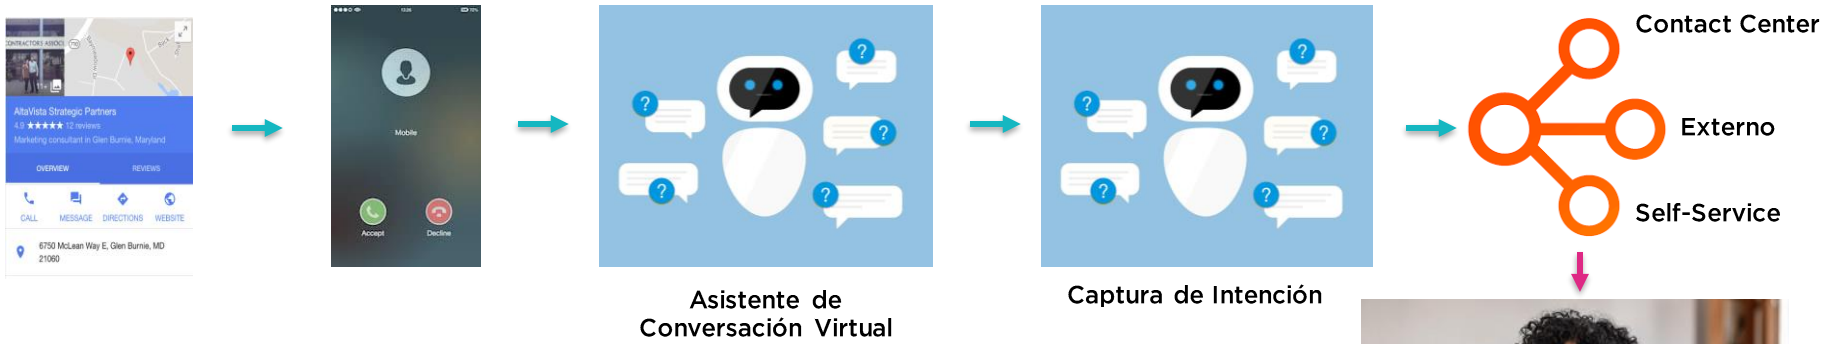 CONTRACTORS ASSOC
AltaVista Strategic Partners
4.9 ★★★★★ 12 reviews
Marketing consultant in Glen Burnie, Maryland
OVERVIEW
REVIEWS
CALL
MESSAGE
DIRECTIONS
WEBSITE
6750 McLean Way E, Glen Burnie, MD
21060
Mobile
Accept
Decline
?
?
?
?
?
Asistente de
Conversación Virtual
?
?
?
?
?
Captura de Intención
Contact Center
Externo
Self-Service